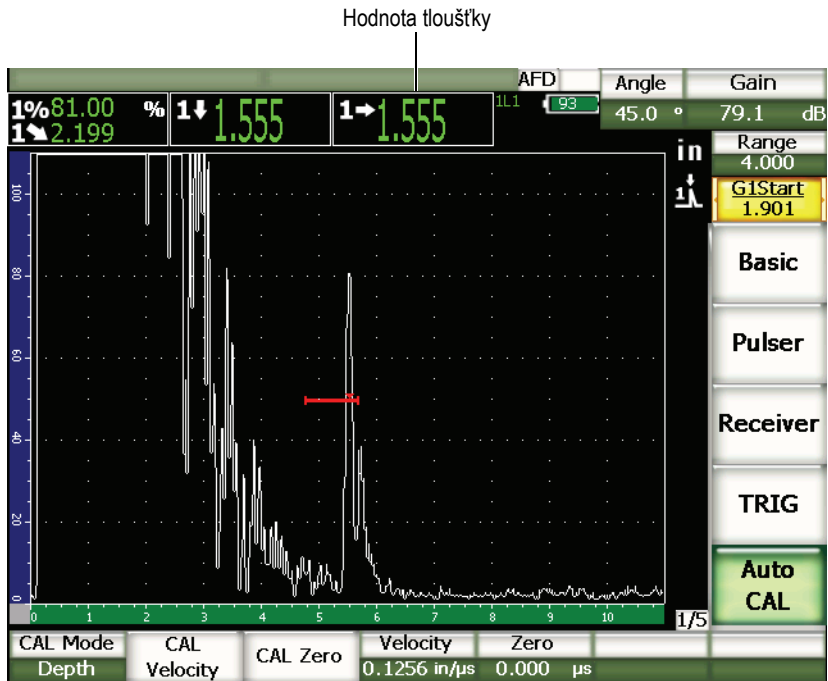 Hodnota tloušťky
AFD
Angle
Gain
1% 81.00 %
1↓ 1.555
1→ 1.555
1L1
93
45.0 °
79.1 dB
1↘ 2.199
in
Range
4.000
1
G1Start
1.901
Basic
Pulser
Receiver
TRIG
Auto
CAL
100
80
60
40
20
0
0 1 2 3 4 5 6 7 8 9 10
1/5
CAL Mode
Depth
CAL
Velocity
CAL Zero
Velocity
0.1256 in/µs
Zero
0.000 µs